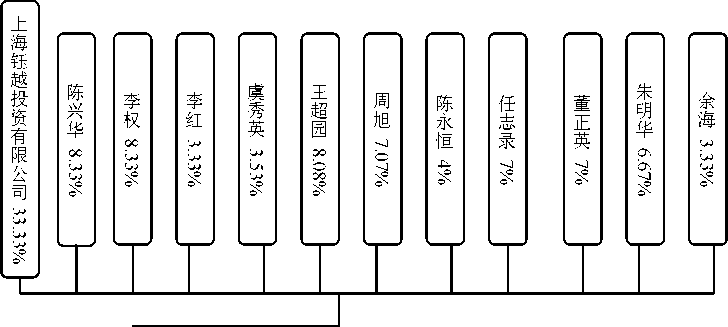 上海钰越投资有限公司 33.33%
陈兴华 8.33%
李权 8.33%
李红 3.33%
虞秀英 3.53%
王超园 8.08%
周旭 7.07%
陈永恒 4%
任志录 7%
董正英 7%
朱明华 6.67%
余海 3.33%